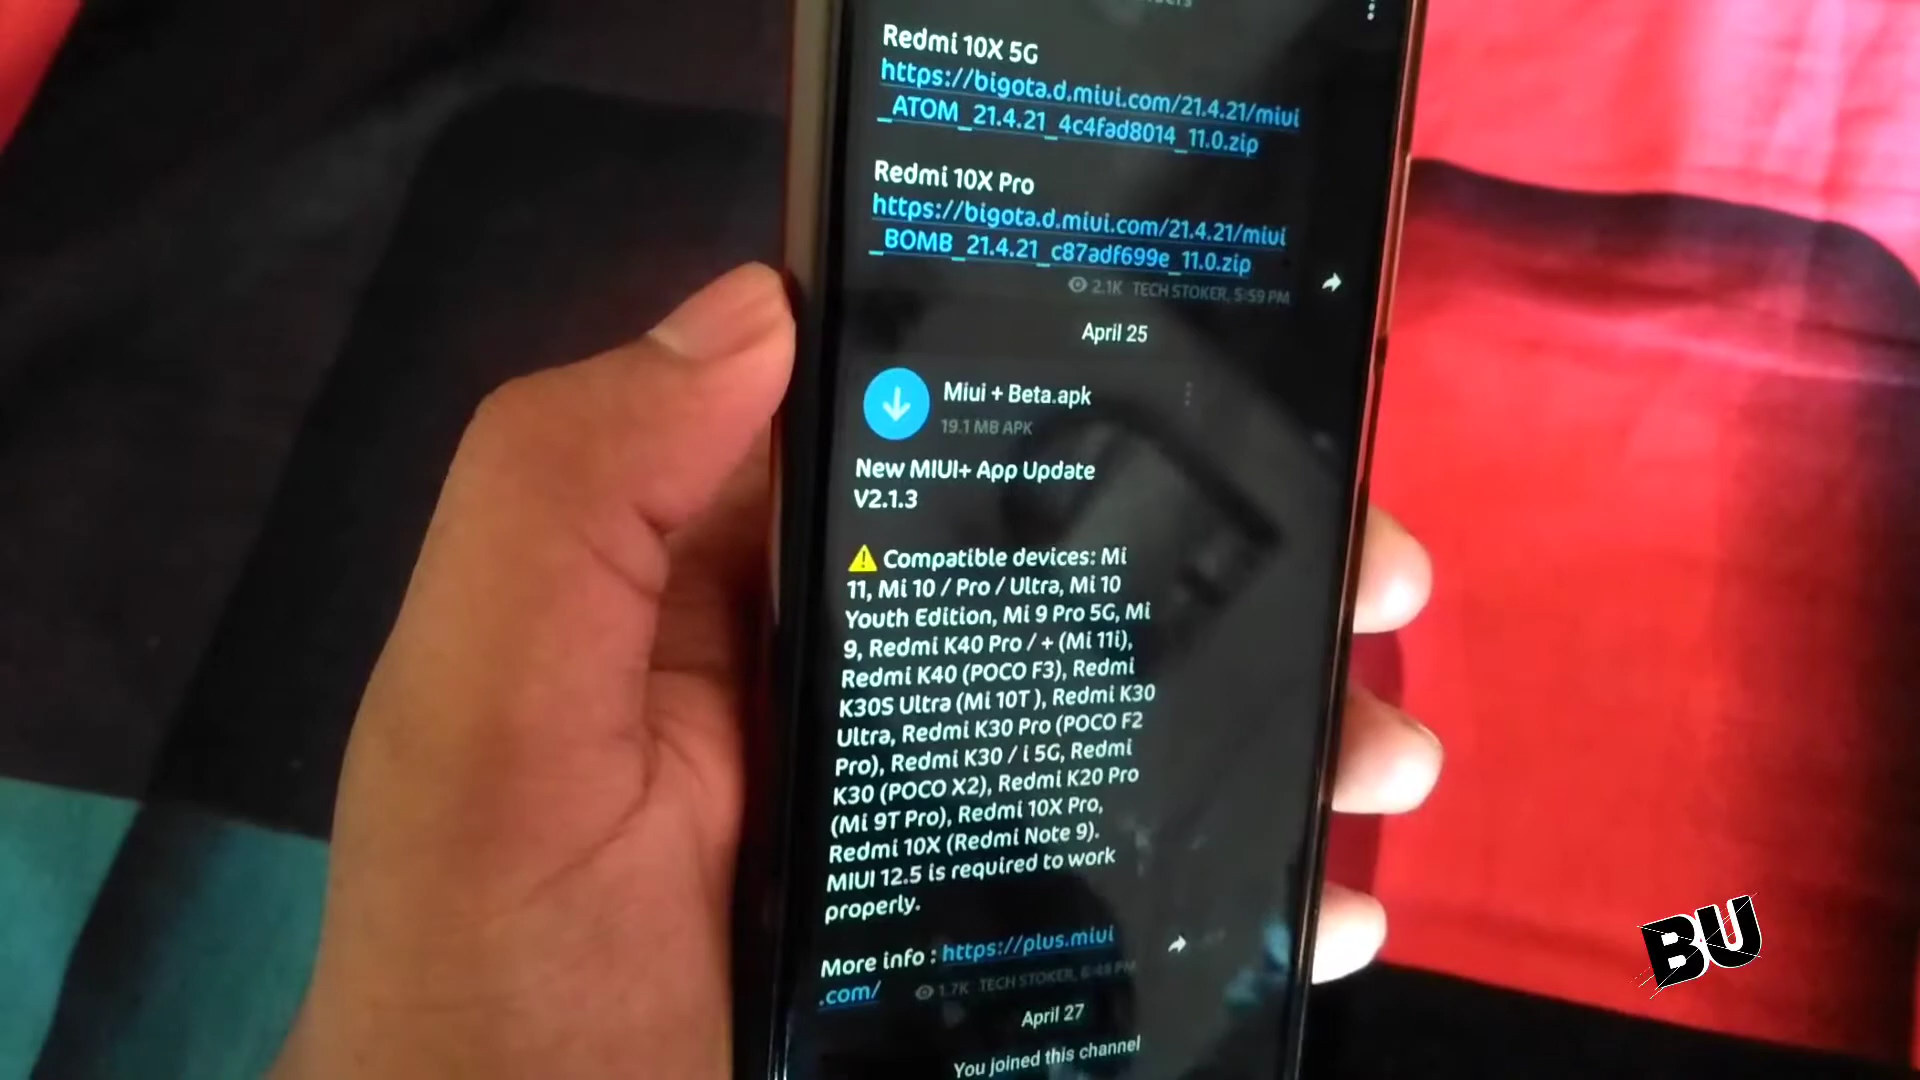 Redmi 10X 5G
https://bigota.d.miui.com/21.4.21/miui
_ATOM_21.4.21_4c4fad8014_11.0.zip
Redmi 10X Pro
https://bigota.d.miui.com/21.4.21/miui
_BOMB_21.4.21_c87adf699e_11.0.zip
2.1K TECH STOKER, 5:59 PM
April 25
Miui + Beta.apk
19.1 MB APK
New MIUI+ App Update
V2.1.3
⚠ Compatible devices: Mi
11, Mi 10 / Pro / Ultra, Mi 10
Youth Edition, Mi 9 Pro 5G, Mi
9, Redmi K40 Pro / + (Mi 11i),
Redmi K40 (POCO F3), Redmi
K30S Ultra (Mi 10T ), Redmi K30
Ultra, Redmi K30 Pro (POCO F2
Pro), Redmi K30 / i 5G, Redmi
K30 (POCO X2), Redmi K20 Pro
(Mi 9T Pro), Redmi 10X Pro,
Redmi 10X (Redmi Note 9).
MIUI 12.5 is required to work
properly.
More info : https://plus.miui
.com/
1.7K TECH STOKER, 6:48 PM
April 27
You joined this channel
BU